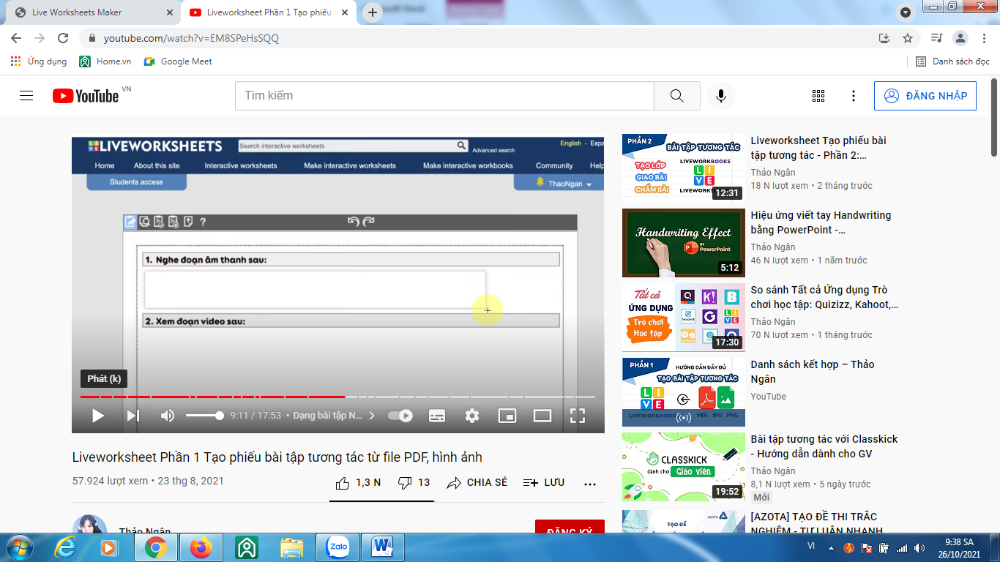 Live Worksheets Maker
Liveworksheet Phần 1 Tạo phiếu
youtube.com/watch?v=EM8SPeHsSQQ
Ứng dụng
Home.vn
Google Meet
Danh sách đọc
YouTube VN
Tìm kiếm
ĐĂNG NHẬP
LIVEWORKSHEETS
Search interactive worksheets
Advanced search
English - Espa
Home
About this site
Interactive worksheets
Make interactive worksheets
Make interactive workbooks
Community
Help
Students access
ThaoNgan
1. Nghe đoạn âm thanh sau:
2. Xem đoạn video sau:
Phát (k)
9:11 / 17:53 • Dạng bài tập N...
Liveworksheet Phần 1 Tạo phiếu bài tập tương tác từ file PDF, hình ảnh
57.924 lượt xem • 23 thg 8, 2021
1,3 N
13
CHIA SẺ
LƯU
Thảo Ngân
ĐĂNG KÝ
PHẦN 2
BÀI TẬP TƯƠNG TÁC
TẠO LỚP
GIAO BÀI
CHẤM BÀI
LIVEWORKBOOKS
LIVE
LIVEWORKS
12:31
Liveworksheet Tạo phiếu bài
tập tương tác - Phần 2:...
Thảo Ngân
18 N lượt xem • 2 tháng trước
Handwriting Effect
BY
PowerPoint
5:12
Hiệu ứng viết tay Handwriting
bằng PowerPoint -...
Thảo Ngân
46 N lượt xem • 1 năm trước
Tất cả
ỨNG DỤNG
Trò chơi
Học tập
17:30
So sánh Tất cả Ứng dụng Trò
chơi học tập: Quizizz, Kahoot,...
Thảo Ngân
70 N lượt xem • 1 tháng trước
PHẦN 1
HƯỚNG DẪN ĐẦY ĐỦ
TẠO BÀI TẬP TƯƠNG TÁC
LIVE
LIVEWORKBOOK
PDF JPG PNG
Danh sách kết hợp – Thảo
Ngân
YouTube
CLASSKICK
dành cho Giáo viên
19:52
Bài tập tương tác với Classkick
- Hướng dẫn dành cho GV
Thảo Ngân
8,1 N lượt xem • 5 ngày trước
Mới
AZOTA
TẠO ĐỀ
[AZOTA] TẠO ĐỀ THI TRẮC
NGHIỆM - TỰ LUẬN NHANH
Zalo
VI
9:38 SA
26/10/2021